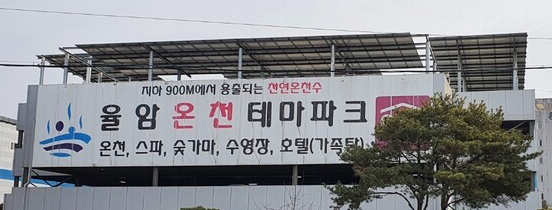 지하 900M에서 용출되는 천연온천수
율암 온천 테마파크
온천, 스파, 숯가마, 수영장, 호텔(가족탕)